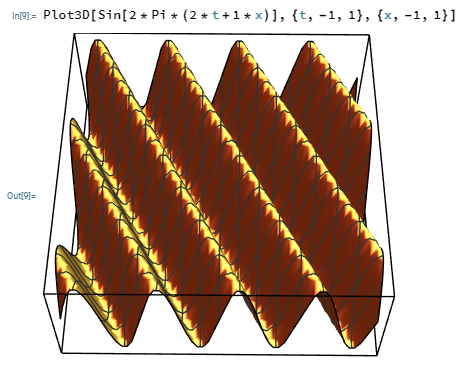 In[9]:= Plot3D[Sin[2 * Pi * (2 * t + 1 * x)], {t, -1, 1}, {x, -1, 1}]
Out[9]=